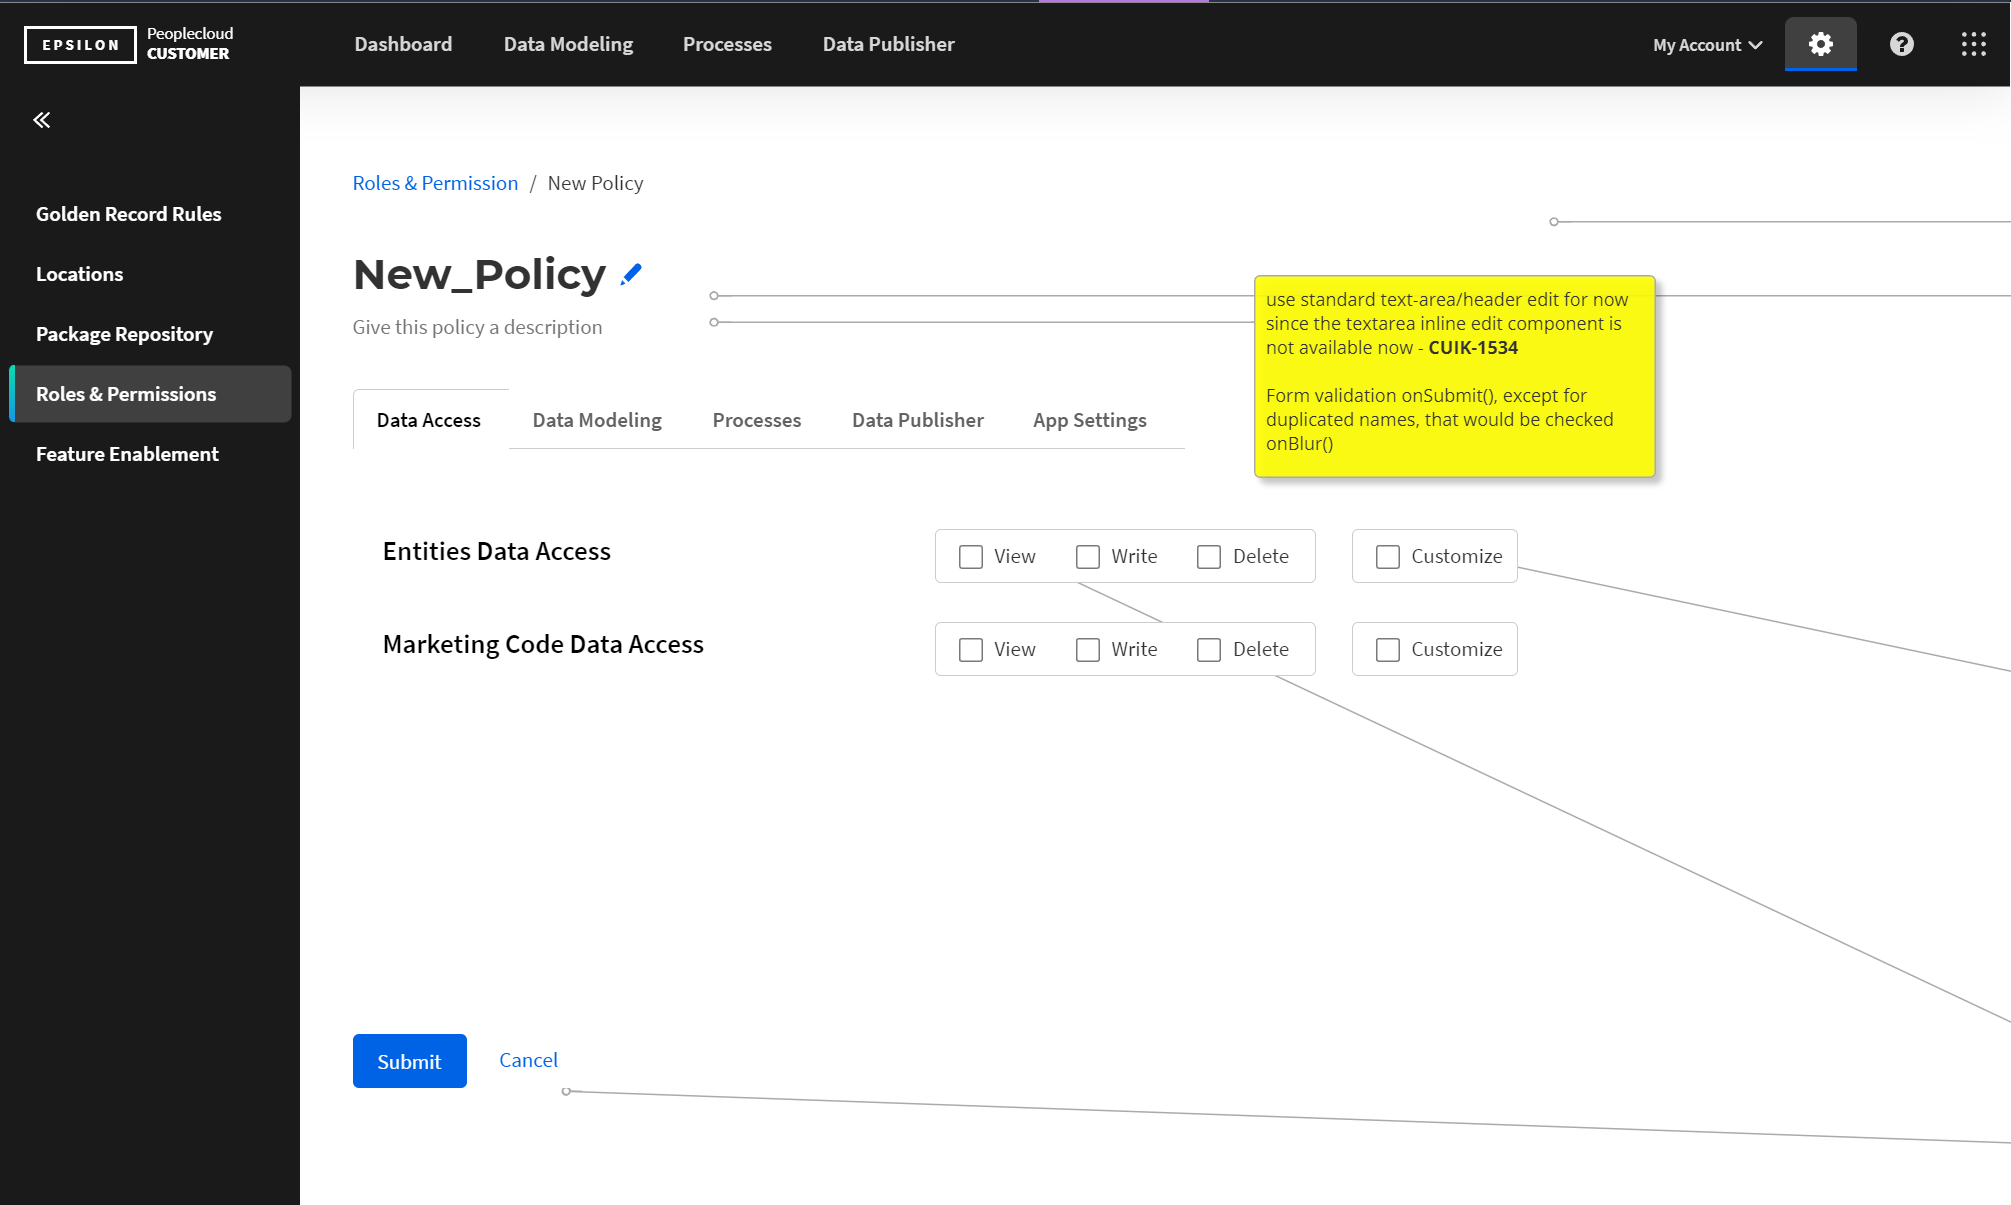 EPSILON
Peoplecloud
CUSTOMER
Dashboard
Data Modeling
Processes
Data Publisher
My Account
Golden Record Rules
Locations
Package Repository
Roles & Permissions
Feature Enablement
Roles & Permission / New Policy
New_Policy
Give this policy a description
use standard text-area/header edit for now
since the textarea inline edit component is
not available now - CUIK-1534
Form validation onSubmit(), except for
duplicated names, that would be checked
onBlur()
Data Access
Data Modeling
Processes
Data Publisher
App Settings
Entities Data Access
View
Write
Delete
Customize
Marketing Code Data Access
View
Write
Delete
Customize
Submit
Cancel